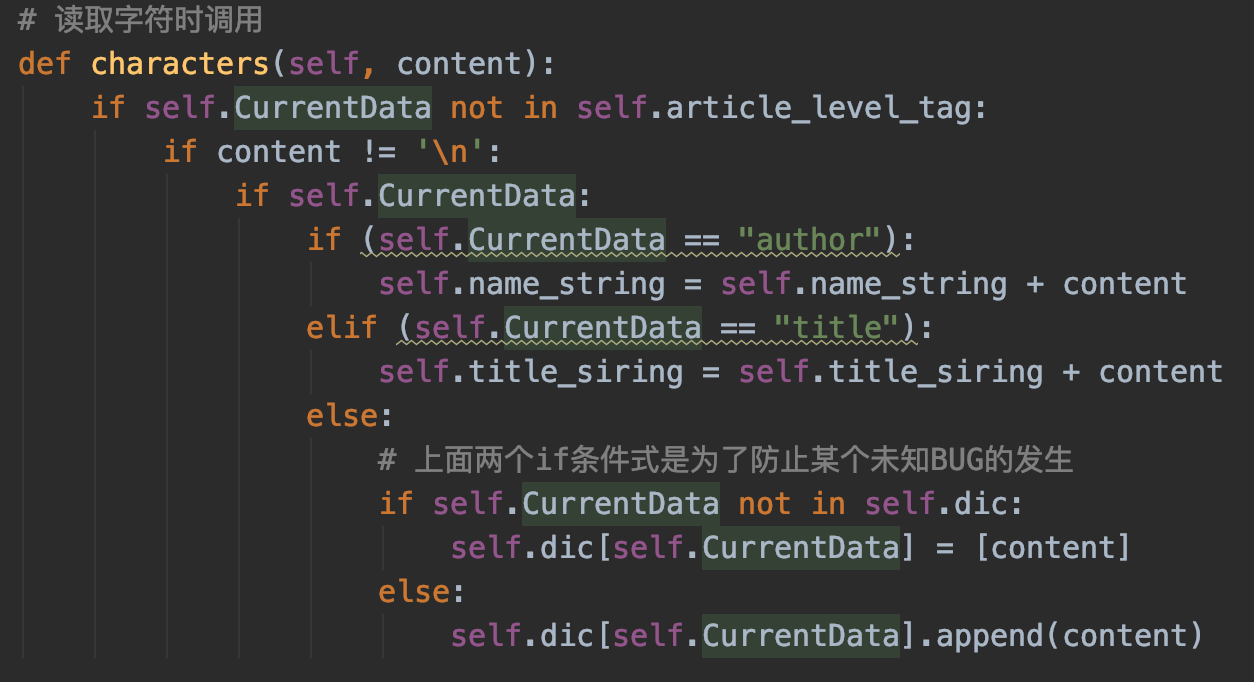 # 读取字符时调用
def characters(self, content):
    if self.CurrentData not in self.article_level_tag:
        if content != '\n':
            if self.CurrentData:
                if (self.CurrentData == "author"):
                    self.name_string = self.name_string + content
                elif (self.CurrentData == "title"):
                    self.title_siring = self.title_siring + content
                else:
                    # 上面两个if条件式是为了防止某个未知BUG的发生
                    if self.CurrentData not in self.dic:
                        self.dic[self.CurrentData] = [content]
                    else:
                        self.dic[self.CurrentData].append(content)